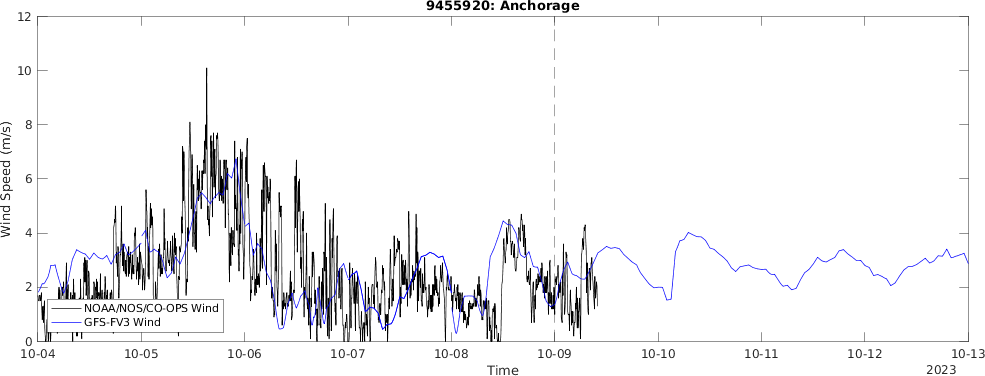 9455920: Anchorage
12
10
8
6
4
2
0
Wind Speed (m/s)
NOAA/NOS/CO-OPS Wind
GFS-FV3 Wind
10-04 10-05 10-06 10-07 10-08 10-09 10-10 10-11 10-12 10-13
Time
2023